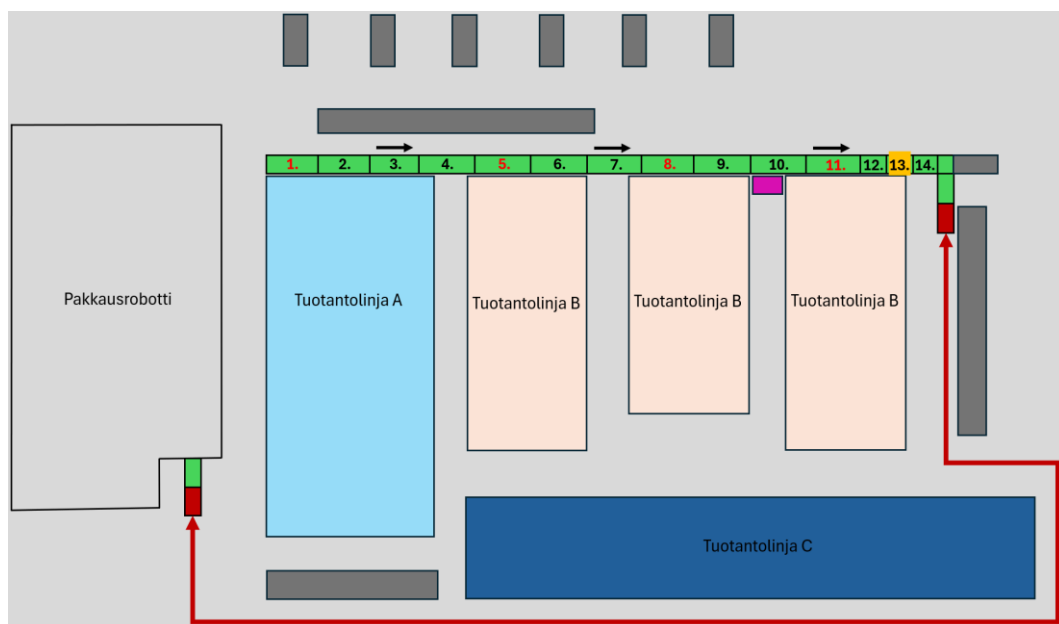 1. 2. 3. 4. 5. 6. 7. 8. 9. 10. 11. 12. 13. 14.
Pakkausrobotti
Tuotantolinja A
Tuotantolinja B
Tuotantolinja B
Tuotantolinja B
Tuotantolinja C